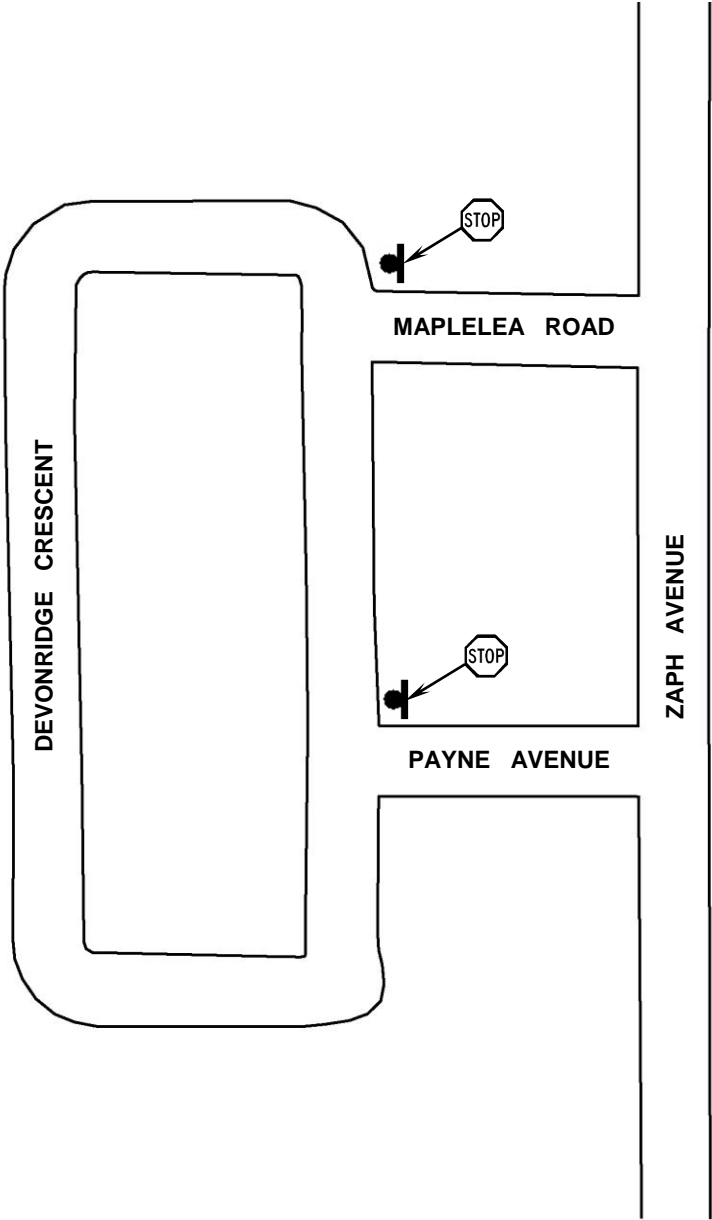 STOP
MAPLELEA ROAD
DEVONRIDGE CRESCENT
ZAPH AVENUE
STOP
PAYNE AVENUE